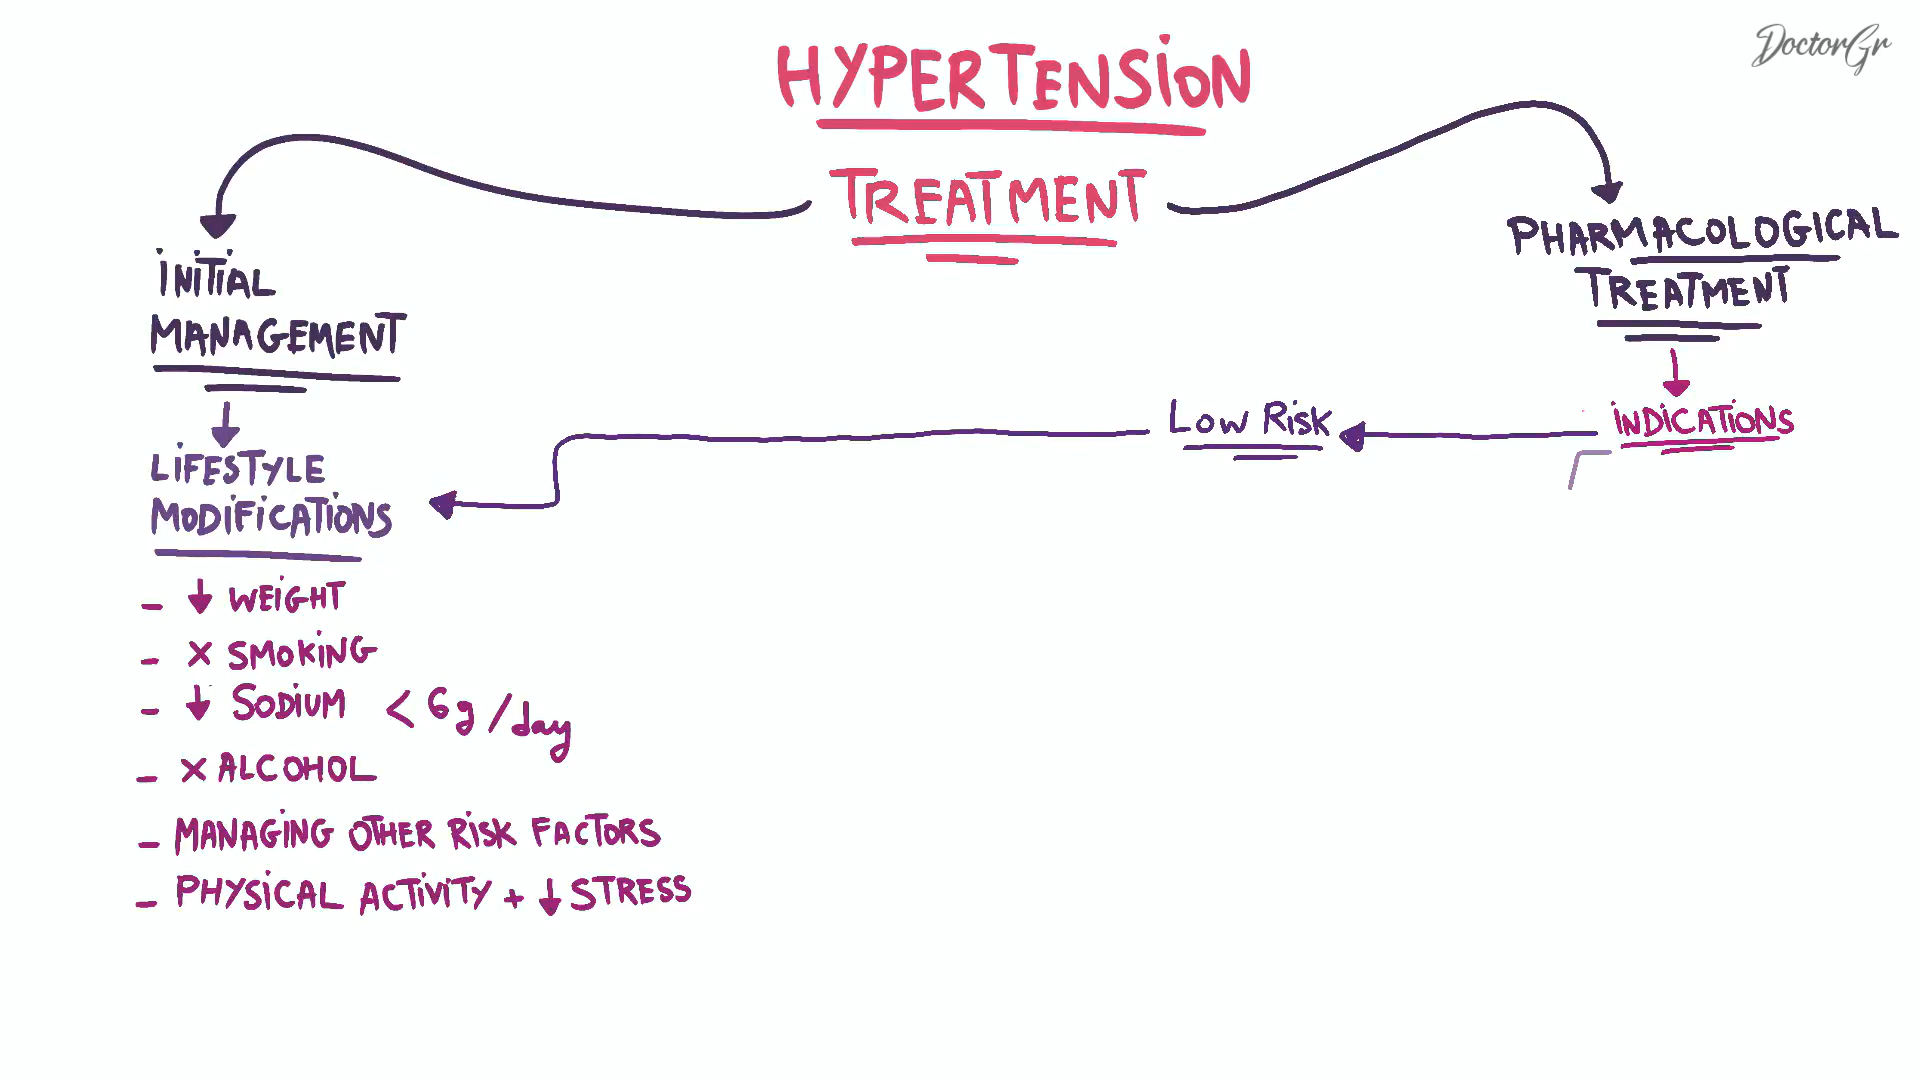 DoctorGr
HYPERTENSION
TREATMENT
INITIAL
MANAGEMENT
LIFESTYLE
MODIFICATIONS
- ↓ WEIGHT
- × SMOKING
- ↓ SODIUM < 6g/day
- × ALCOHOL
- MANAGING OTHER RISK FACTORS
- PHYSICAL ACTIVITY + ↓ STRESS
PHARMACOLOGICAL
TREATMENT
INDICATIONS
LOW RISK